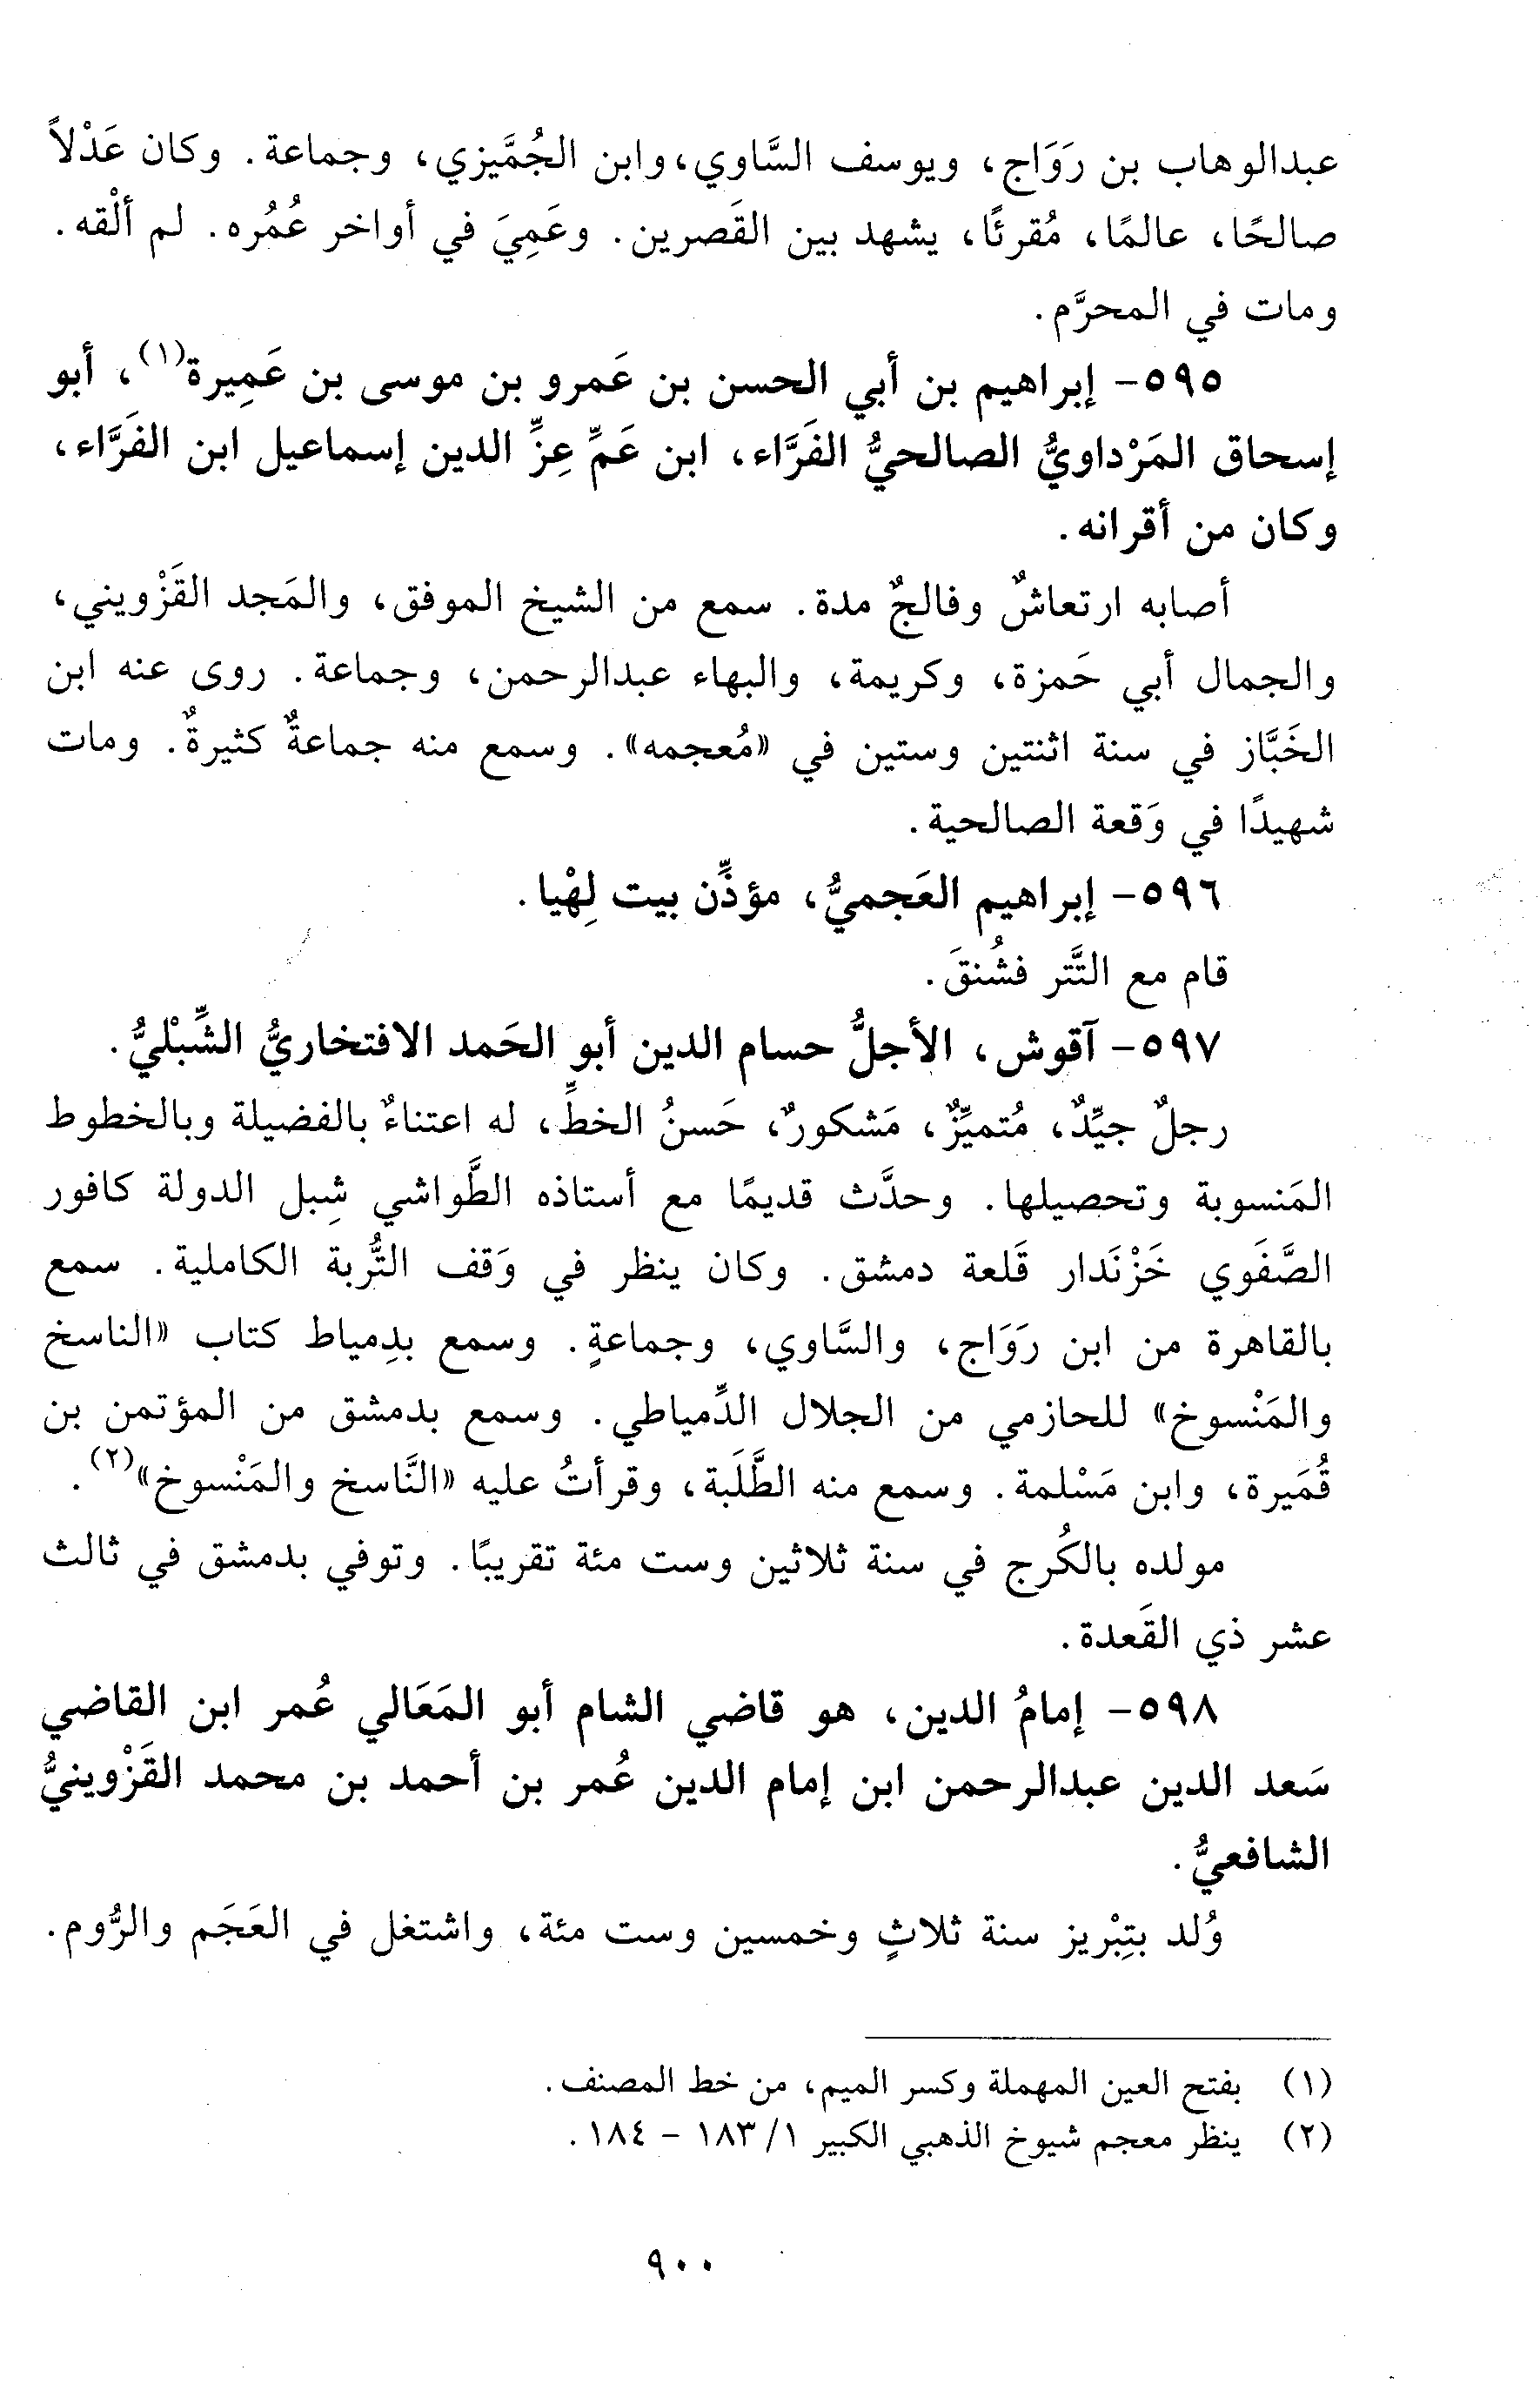 عبدالوهاب بن رَوَاج، ويوسف السَّاوي،وابن الجُمَّيزي، وجماعة. وكان عَدْلاً
صالحًا، عالمًا، مُقرئًا، يشهد بين القَصرين. وعَمِيَ في أواخر عُمُره. لم ألْقه.
ومات في المحرَّم.
٥٩٥- إبراهيم بن أبي الحسن بن عَمرو بن موسى بن عَمِيرة(١)، أبو
إسحاق المَرْداويُّ الصالحيُّ الفَرَّاء، ابن عَمِّ عِزِّ الدين إسماعيل ابن الفَرَّاء،
وكان من أقرانه.
أصابه ارتعاشٌ وفالجٌ مدة. سمع من الشيخ الموفق، والمَجد القَزْويني،
والجمال أبي حَمزة، وكريمة، والبهاء عبدالرحمن، وجماعة. روى عنه ابن
الخَبَّاز في سنة اثنتين وستين في «مُعجمه». وسمع منه جماعةٌ كثيرةٌ. ومات
شهيدًا في وَقعة الصالحية.
٥٩٦- إبراهيم العَجميُّ، مؤذِّن بيت لِهْيا.
قام مع التَّتر فشُنقَ.
٥٩٧- آقوش، الأجلُّ حسام الدين أبو الحَمد الافتخاريُّ الشِّبْليُّ.
رجلٌ جيِّدٌ، مُتميِّزٌ، مَشكورٌ، حَسنُ الخطِّ، له اعتناءٌ بالفضيلة وبالخطوط
المَنسوبة وتحصيلها. وحدَّث قديمًا مع أستاذه الطَّواشي شِبل الدولة كافور
الصَّفَوي خَزْنَدار قَلعة دمشق. وكان ينظر في وَقف التُّربة الكاملية. سمع
بالقاهرة من ابن رَوَاج، والسَّاوي، وجماعةٍ. وسمع بدِمياط كتاب «الناسخ
والمَنْسوخ» للحازمي من الجلال الدِّمياطي. وسمع بدمشق من المؤتمن بن
قُمَيرة، وابن مَسْلمة. وسمع منه الطَّلَبة، وقرأتُ عليه «النَّاسخ والمَنْسوخ»(٢).
مولده بالكُرج في سنة ثلاثين وست مئة تقريبًا. وتوفي بدمشق في ثالث
عشر ذي القَعدة.
٥٩٨- إمامُ الدين، هو قاضي الشام أبو المَعَالي عُمر ابن القاضي
سَعد الدين عبدالرحمن ابن إمام الدين عُمر بن أحمد بن محمد القَزْوينيُّ
الشافعيُّ.
وُلد بتِبْريز سنة ثلاثٍ وخمسين وست مئة، واشتغل في العَجَم والرُّوم.
(١) بفتح العين المهملة وكسر الميم، من خط المصنف.
(٢) ينظر معجم شيوخ الذهبي الكبير ١/ ١٨٣ - ١٨٤.
٩٠٠